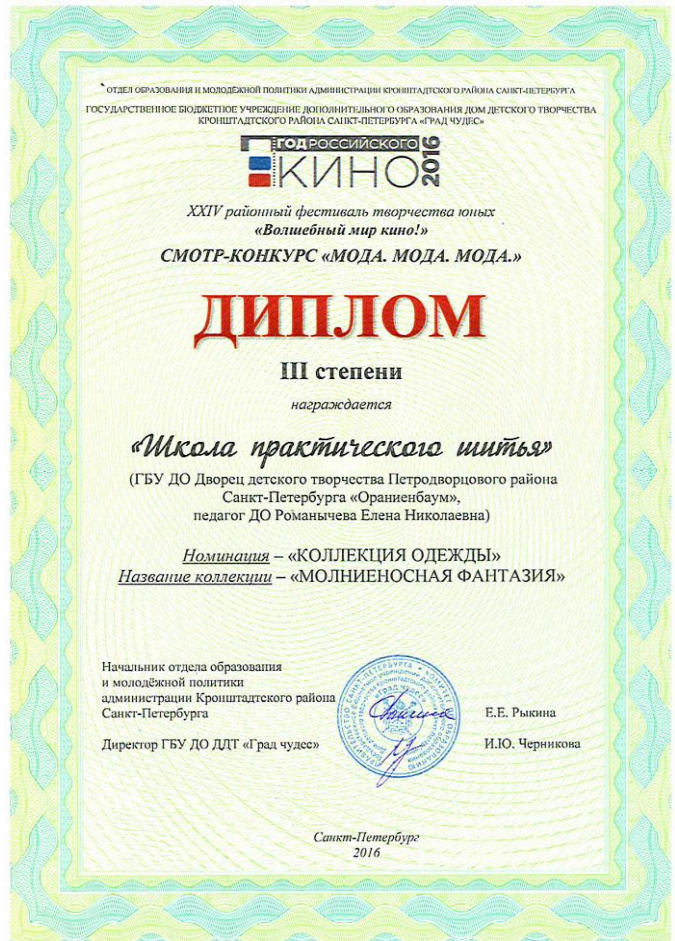 ОТДЕЛ ОБРАЗОВАНИЯ И МОЛОДЁЖНОЙ ПОЛИТИКИ АДМИНИСТРАЦИИ КРОНШТАДТСКОГО РАЙОНА САНКТ-ПЕТЕРБУРГА
ГОСУДАРСТВЕННОЕ БЮДЖЕТНОЕ УЧРЕЖДЕНИЕ ДОПОЛНИТЕЛЬНОГО ОБРАЗОВАНИЯ ДОМ ДЕТСКОГО ТВОРЧЕСТВА
КРОНШТАДТСКОГО РАЙОНА САНКТ-ПЕТЕРБУРГА «ГРАД ЧУДЕС»
ГОД РОССИЙСКОГО
КИНО 2016
XXIV районный фестиваль творчества юных
«Волшебный мир кино!»
СМОТР-КОНКУРС «МОДА. МОДА. МОДА.»
ДИПЛОМ
III степени
награждается
«Школа практического шитья»
(ГБУ ДО Дворец детского творчества Петродворцового района
Санкт-Петербурга «Ораниенбаум»,
педагог ДО Романычева Елена Николаевна)
Номинация – «КОЛЛЕКЦИЯ ОДЕЖДЫ»
Название коллекции – «МОЛНИЕНОСНАЯ ФАНТАЗИЯ»
Начальник отдела образования
и молодёжной политики
администрации Кронштадтского района
Санкт-Петербурга Е.Е. Рыкина
Директор ГБУ ДО ДДТ «Град чудес» И.Ю. Черникова
Санкт-Петербург
2016